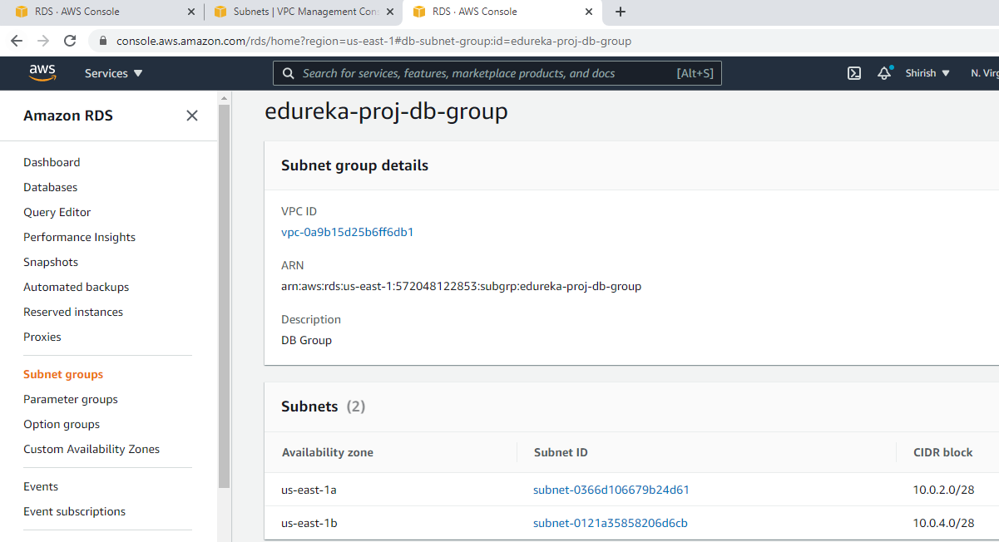 RDS · AWS Console
Subnets | VPC Management Con
RDS · AWS Console
console.aws.amazon.com/rds/home?region=us-east-1#db-subnet-group:id=edureka-proj-db-group
aws
Services
Search for services, features, marketplace products, and docs
[Alt+S]
Shirish
N. Virg
Amazon RDS
Dashboard
Databases
Query Editor
Performance Insights
Snapshots
Automated backups
Reserved instances
Proxies
Subnet groups
Parameter groups
Option groups
Custom Availability Zones
Events
Event subscriptions
edureka-proj-db-group
Subnet group details
VPC ID
vpc-0a9b15d25b6ff6db1
ARN
arn:aws:rds:us-east-1:572048122853:subgrp:edureka-proj-db-group
Description
DB Group
Subnets (2)
Availability zone Subnet ID CIDR block
us-east-1a subnet-0366d106679b24d61 10.0.2.0/28
us-east-1b subnet-0121a35858206d6cb 10.0.4.0/28